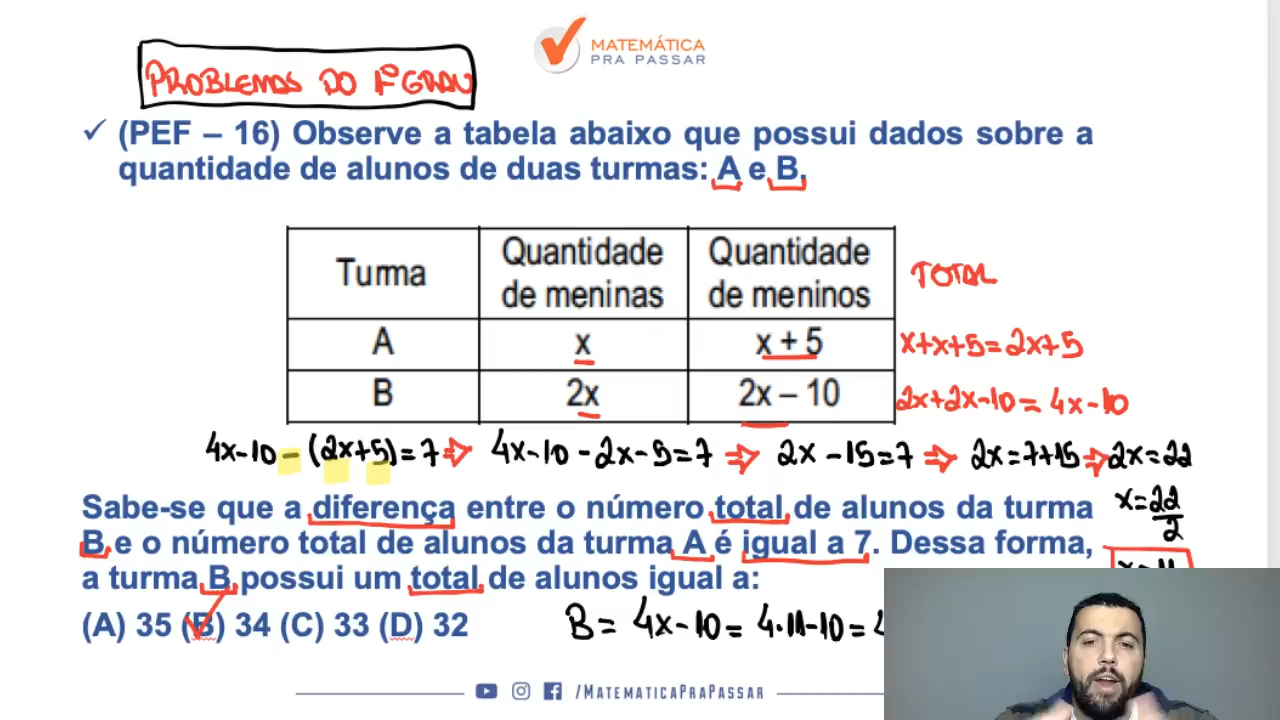 MATEMÁTICA
PRA PASSAR
PROBLEMAS DO 1º GRAU
✓ (PEF – 16) Observe a tabela abaixo que possui dados sobre a
quantidade de alunos de duas turmas: A e B.
Turma Quantidade de meninas Quantidade de meninos TOTAL
A x x + 5 x+x+5=2x+5
B 2x 2x – 10 2x+2x-10=4x-10
4x-10-(2x+5)=7 ⇒ 4x-10-2x-5=7 ⇒ 2x-15=7 ⇒ 2x=7+15 ⇒ 2x=22
x=22/2
Sabe-se que a diferença entre o número total de alunos da turma
B e o número total de alunos da turma A é igual a 7. Dessa forma,
a turma B possui um total de alunos igual a:
(A) 35 (B) 34 (C) 33 (D) 32
B = 4x-10 = 4·11-10 =
/MATEMATICAPRAPASSAR